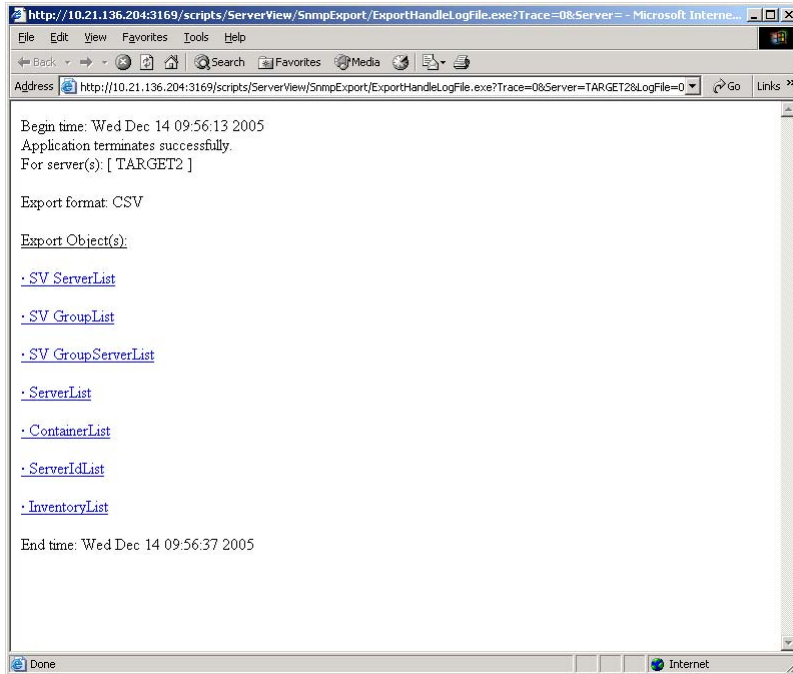 http://10.21.136.204:3169/scripts/ServerView/SnmpExport/ExportHandleLogFile.exe?Trace=0&Server= - Microsoft Interne...
File Edit View Favorites Tools Help
Back Search Favorites Media
Address http://10.21.136.204:3169/scripts/ServerView/SnmpExport/ExportHandleLogFile.exe?Trace=0&Server=TARGET2&LogFile=0 Go Links »
Begin time: Wed Dec 14 09:56:13 2005
Application terminates successfully.
For server(s): [ TARGET2 ]
Export format: CSV
Export Object(s):
· SV ServerList
· SV GroupList
· SV GroupServerList
· ServerList
· ContainerList
· ServerIdList
· InventoryList
End time: Wed Dec 14 09:56:37 2005
Done Internet